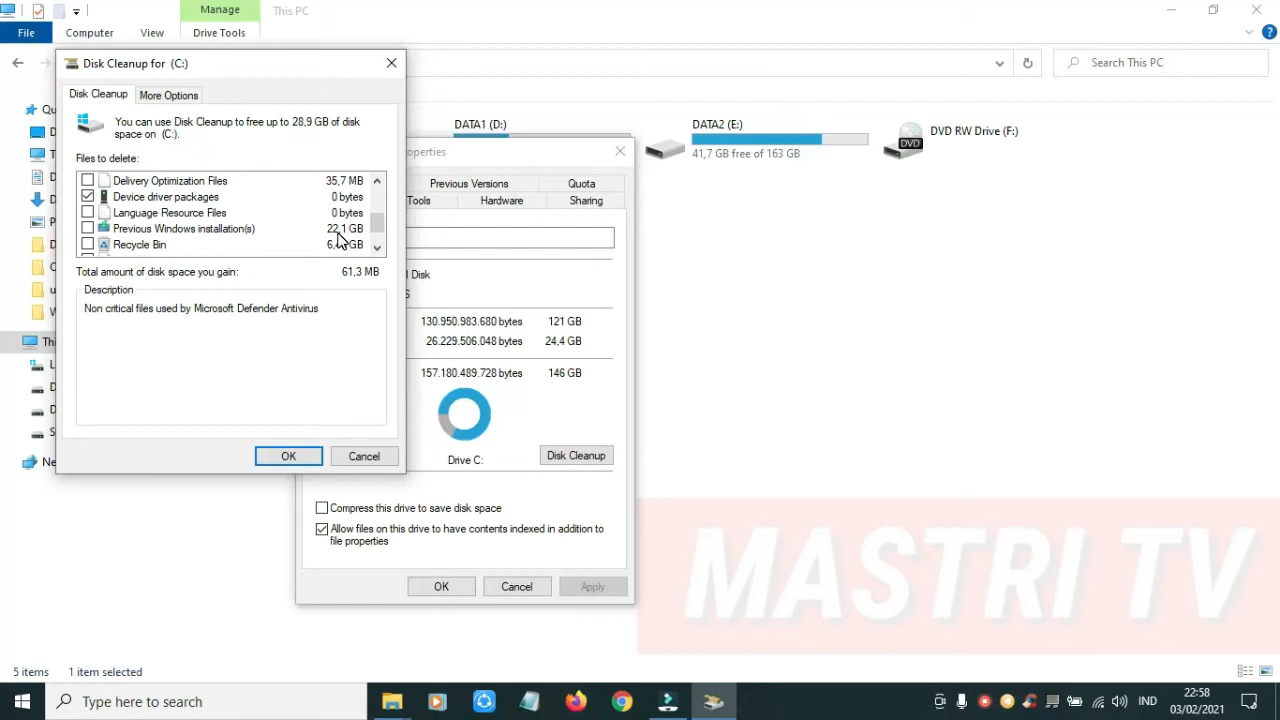 Manage
This PC
File
Computer
View
Drive Tools
Search This PC
Disk Cleanup for (C:)
Disk Cleanup
More Options
You can use Disk Cleanup to free up to 28,9 GB of disk
space on (C:).
Files to delete:
Delivery Optimization Files 35,7 MB
Device driver packages 0 bytes
Language Resource Files 0 bytes
Previous Windows installation(s) 22,1 GB
Recycle Bin GB
Total amount of disk space you gain: 61,3 MB
Description
Non critical files used by Microsoft Defender Antivirus
OK
Cancel
DATA1 (D:)
DATA2 (E:)
41,7 GB free of 163 GB
DVD
DVD RW Drive (F:)
Previous Versions
Quota
Tools
Hardware
Sharing
Disk
130.950.983.680 bytes 121 GB
26.229.506.048 bytes 24,4 GB
157.180.489.728 bytes 146 GB
Drive C:
Disk Cleanup
Compress this drive to save disk space
Allow files on this drive to have contents indexed in addition to
file properties
OK
Cancel
Apply
MASTRI TV
5 items
1 item selected
Type here to search
IND
22:58
03/02/2021